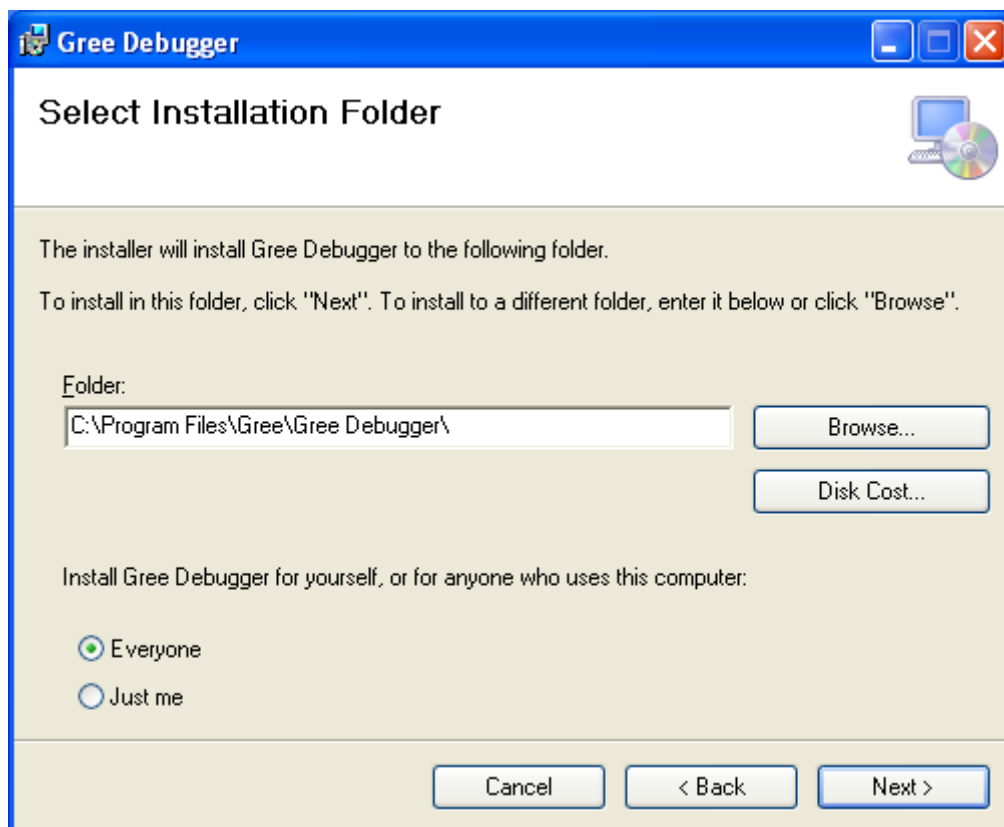 Gree Debugger
Select Installation Folder
The installer will install Gree Debugger to the following folder.
To install in this folder, click "Next". To install to a different folder, enter it below or click "Browse".
Folder:
C:\Program Files\Gree\Gree Debugger\
Browse...
Disk Cost...
Install Gree Debugger for yourself, or for anyone who uses this computer:
Everyone
Just me
Cancel
< Back
Next >